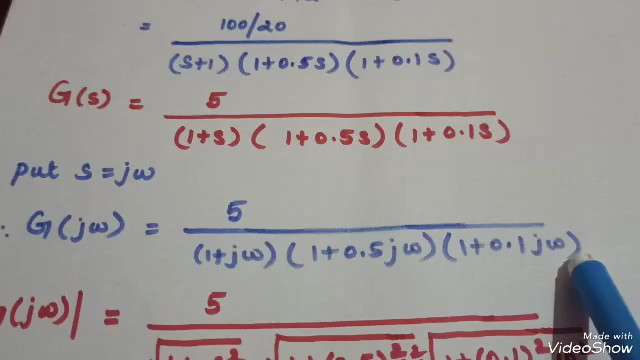 = 100/20
(S+1) (1+0.5s) (1+0.1s)
G(s) = 5
(1+s) ( 1+0.5s) (1+0.1s)
put s = jω
∴ G(jω) = 5
(1+jω) (1+0.5jω) (1+0.1jω)
(jω)| = 5
Made with
VideoShow